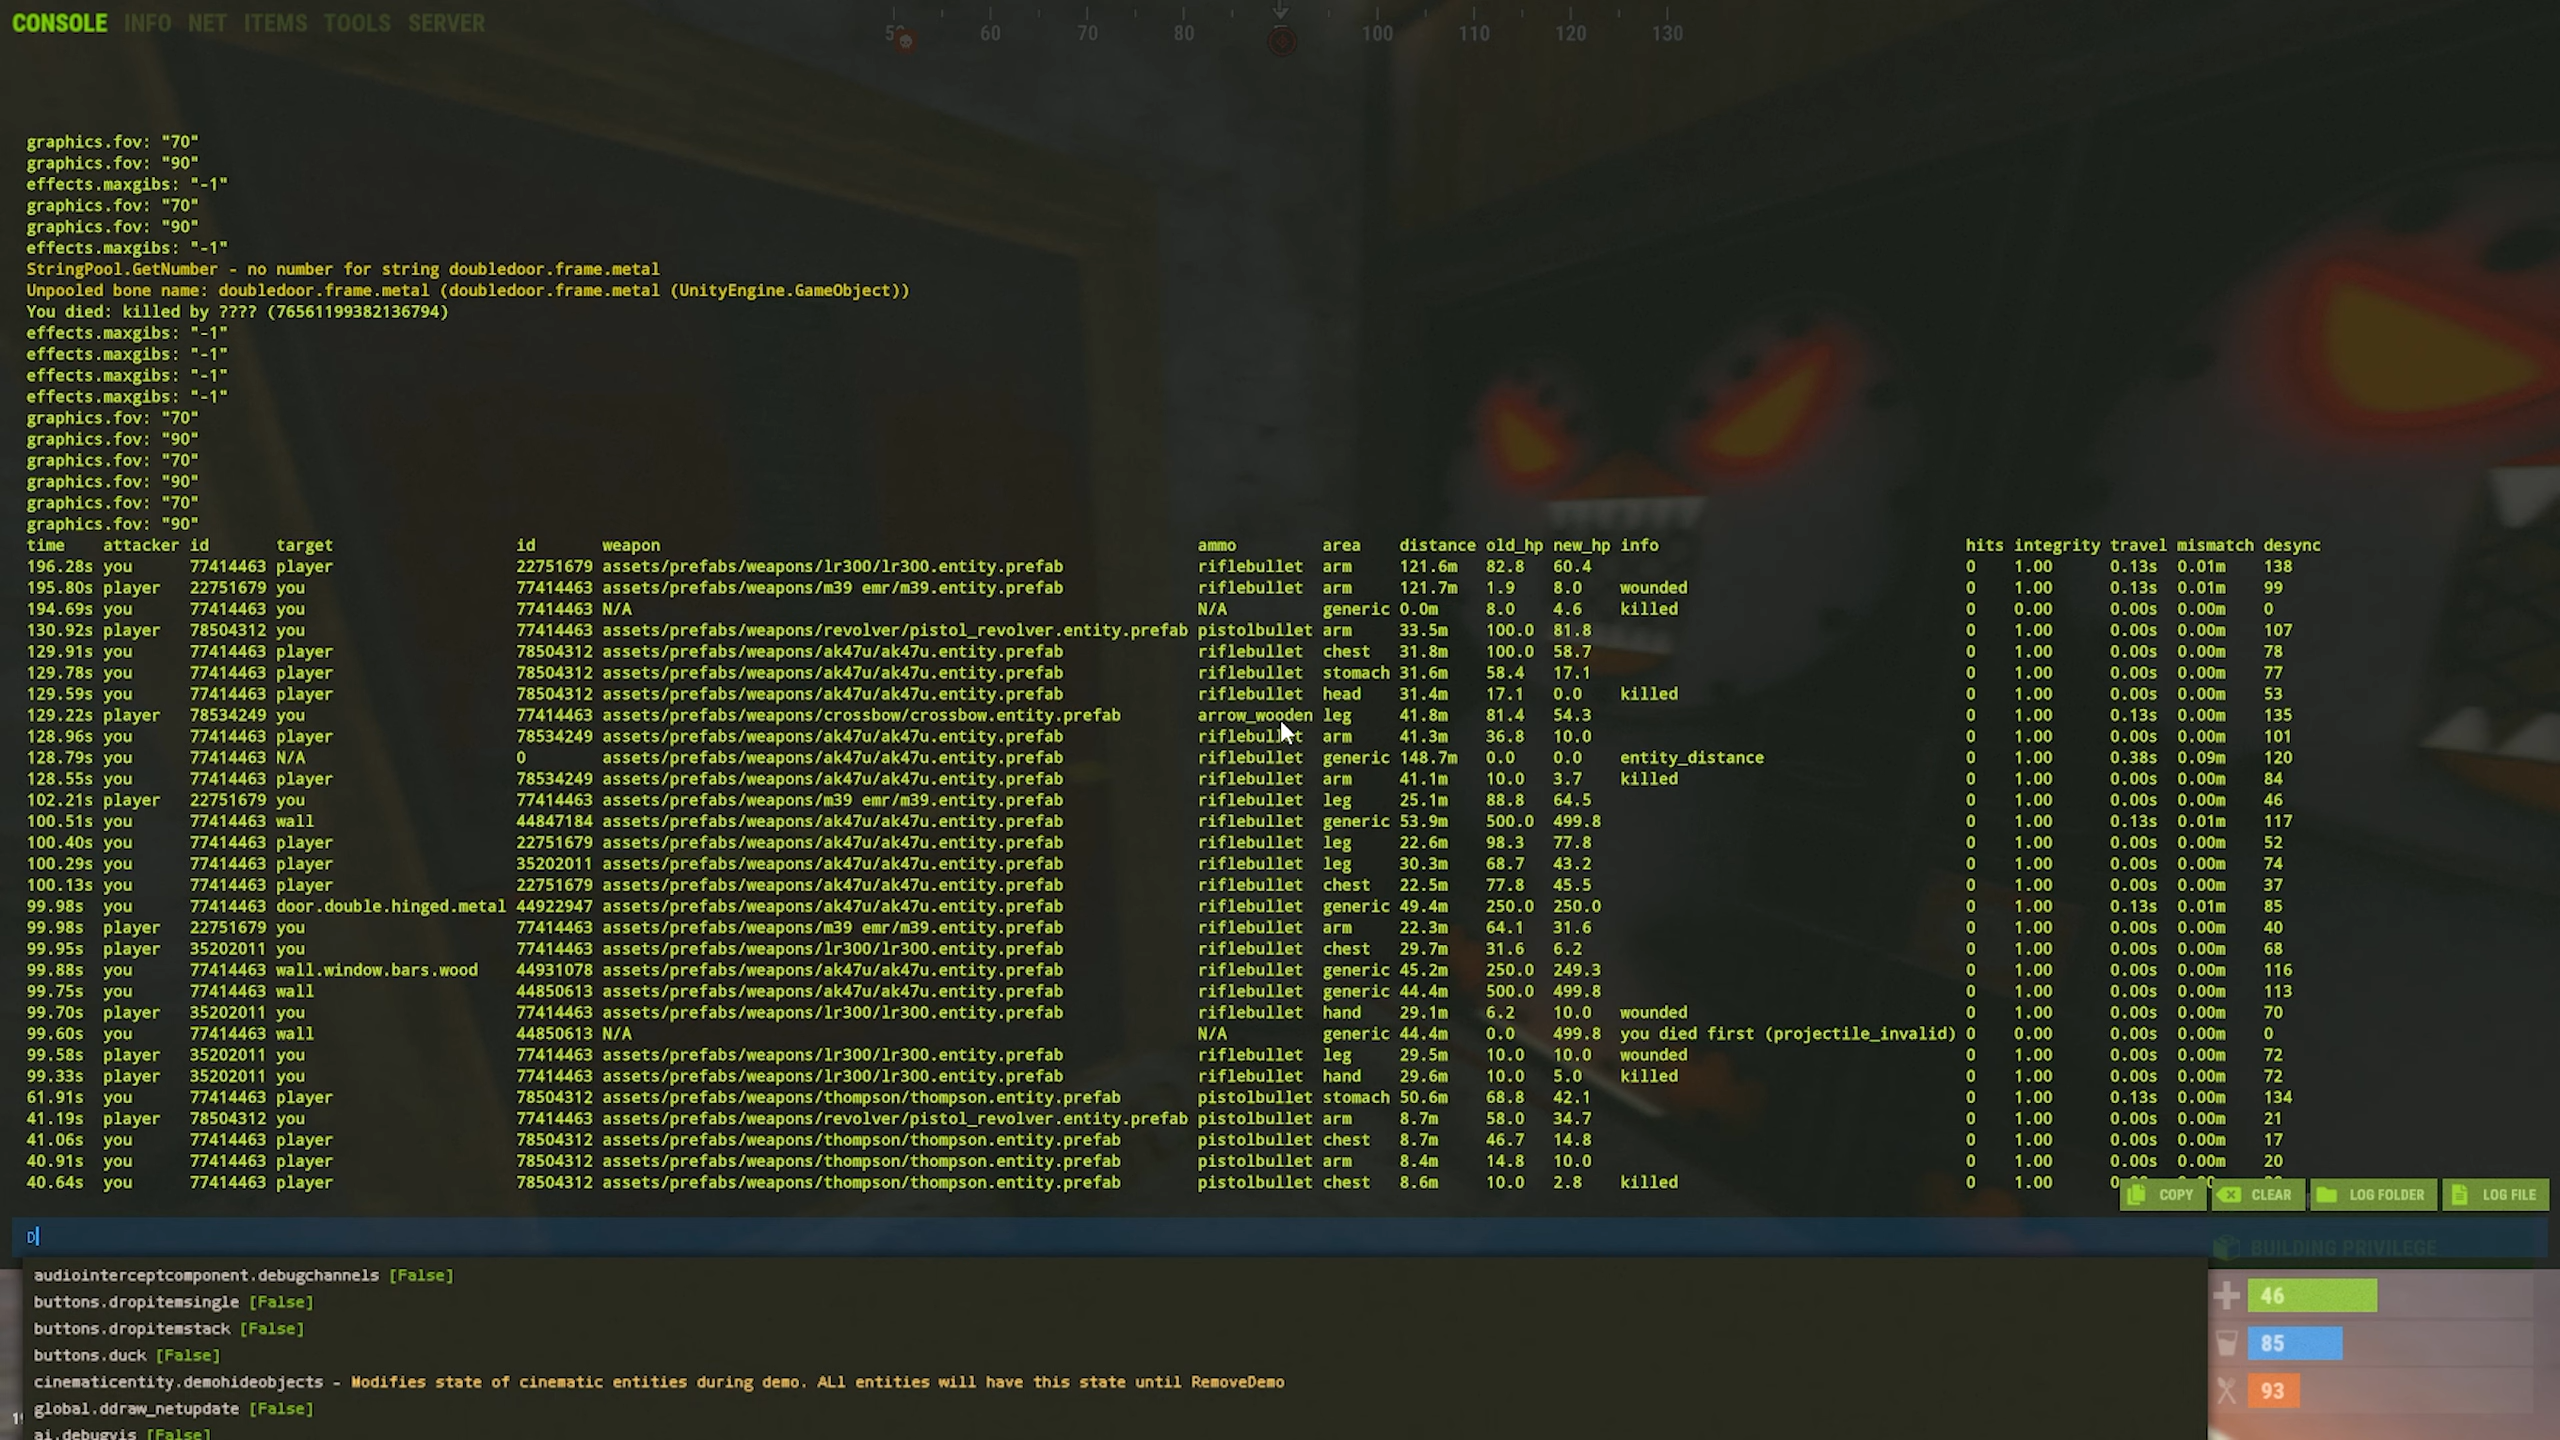 CONSOLE INFO NET ITEMS TOOLS SERVER
60 70 80 100 110 120 130
graphics.fov: "70"
graphics.fov: "90"
effects.maxgibs: "-1"
graphics.fov: "70"
graphics.fov: "90"
effects.maxgibs: "-1"
StringPool.GetNumber - no number for string doubledoor.frame.metal
Unpooled bone name: doubledoor.frame.metal (doubledoor.frame.metal (UnityEngine.GameObject))
You died: killed by ???? (76561199382136794)
effects.maxgibs: "-1"
effects.maxgibs: "-1"
effects.maxgibs: "-1"
effects.maxgibs: "-1"
graphics.fov: "70"
graphics.fov: "90"
graphics.fov: "70"
graphics.fov: "90"
graphics.fov: "70"
graphics.fov: "90"
time attacker id target id weapon ammo area distance old_hp new_hp info hits integrity travel mismatch desync
196.28s you 77414463 player 22751679 assets/prefabs/weapons/lr300/lr300.entity.prefab riflebullet arm 121.6m 82.8 60.4 0 1.00 0.13s 0.01m 138
195.80s player 22751679 you 77414463 assets/prefabs/weapons/m39 emr/m39.entity.prefab riflebullet arm 121.7m 1.9 8.0 wounded 0 1.00 0.13s 0.01m 99
194.69s you 77414463 you 77414463 N/A N/A generic 0.0m 8.0 4.6 killed 0 0.00 0.00s 0.00m 0
130.92s player 78504312 you 77414463 assets/prefabs/weapons/revolver/pistol_revolver.entity.prefab pistolbullet arm 33.5m 100.0 81.8 0 1.00 0.00s 0.00m 107
129.91s you 77414463 player 78504312 assets/prefabs/weapons/ak47u/ak47u.entity.prefab riflebullet chest 31.8m 100.0 58.7 0 1.00 0.00s 0.00m 78
129.78s you 77414463 player 78504312 assets/prefabs/weapons/ak47u/ak47u.entity.prefab riflebullet stomach 31.6m 58.4 17.1 0 1.00 0.00s 0.00m 77
129.59s you 77414463 player 78504312 assets/prefabs/weapons/ak47u/ak47u.entity.prefab riflebullet head 31.4m 17.1 0.0 killed 0 1.00 0.00s 0.00m 53
129.22s player 78534249 you 77414463 assets/prefabs/weapons/crossbow/crossbow.entity.prefab arrow_wooden leg 41.8m 81.4 54.3 0 1.00 0.13s 0.00m 135
128.96s you 77414463 player 78534249 assets/prefabs/weapons/ak47u/ak47u.entity.prefab riflebullet arm 41.3m 36.8 10.0 0 1.00 0.00s 0.00m 101
128.79s you 77414463 N/A 0 assets/prefabs/weapons/ak47u/ak47u.entity.prefab riflebullet generic 148.7m 0.0 0.0 entity_distance 0 1.00 0.38s 0.09m 120
128.55s you 77414463 player 78534249 assets/prefabs/weapons/ak47u/ak47u.entity.prefab riflebullet arm 41.1m 10.0 3.7 killed 0 1.00 0.00s 0.00m 84
102.21s player 22751679 you 77414463 assets/prefabs/weapons/m39 emr/m39.entity.prefab riflebullet leg 25.1m 88.8 64.5 0 1.00 0.00s 0.00m 46
100.51s you 77414463 wall 44847184 assets/prefabs/weapons/ak47u/ak47u.entity.prefab riflebullet generic 53.9m 500.0 499.8 0 1.00 0.13s 0.01m 117
100.40s you 77414463 player 22751679 assets/prefabs/weapons/ak47u/ak47u.entity.prefab riflebullet leg 22.6m 98.3 77.8 0 1.00 0.00s 0.00m 52
100.29s you 77414463 player 35202011 assets/prefabs/weapons/ak47u/ak47u.entity.prefab riflebullet leg 30.3m 68.7 43.2 0 1.00 0.00s 0.00m 74
100.13s you 77414463 player 22751679 assets/prefabs/weapons/ak47u/ak47u.entity.prefab riflebullet chest 22.5m 77.8 45.5 0 1.00 0.00s 0.00m 37
99.98s you 77414463 door.double.hinged.metal 44922947 assets/prefabs/weapons/ak47u/ak47u.entity.prefab riflebullet generic 49.4m 250.0 250.0 0 1.00 0.13s 0.01m 85
99.98s player 22751679 you 77414463 assets/prefabs/weapons/m39 emr/m39.entity.prefab riflebullet arm 22.3m 64.1 31.6 0 1.00 0.00s 0.00m 40
99.95s player 35202011 you 77414463 assets/prefabs/weapons/lr300/lr300.entity.prefab riflebullet chest 29.7m 31.6 6.2 0 1.00 0.00s 0.00m 68
99.88s you 77414463 wall.window.bars.wood 44931078 assets/prefabs/weapons/ak47u/ak47u.entity.prefab riflebullet generic 45.2m 250.0 249.3 0 1.00 0.00s 0.00m 116
99.75s you 77414463 wall 44850613 assets/prefabs/weapons/ak47u/ak47u.entity.prefab riflebullet generic 44.4m 500.0 499.8 0 1.00 0.00s 0.00m 113
99.70s player 35202011 you 77414463 assets/prefabs/weapons/lr300/lr300.entity.prefab riflebullet hand 29.1m 6.2 10.0 wounded 0 1.00 0.00s 0.00m 70
99.60s you 77414463 wall 44850613 N/A N/A generic 44.4m 0.0 499.8 you died first (projectile_invalid) 0 0.00 0.00s 0.00m 0
99.58s player 35202011 you 77414463 assets/prefabs/weapons/lr300/lr300.entity.prefab riflebullet leg 29.5m 10.0 10.0 wounded 0 1.00 0.00s 0.00m 72
99.33s player 35202011 you 77414463 assets/prefabs/weapons/lr300/lr300.entity.prefab riflebullet hand 29.6m 10.0 5.0 killed 0 1.00 0.00s 0.00m 72
61.91s you 77414463 player 78504312 assets/prefabs/weapons/thompson/thompson.entity.prefab pistolbullet stomach 50.6m 68.8 42.1 0 1.00 0.13s 0.00m 134
41.19s player 78504312 you 77414463 assets/prefabs/weapons/revolver/pistol_revolver.entity.prefab pistolbullet arm 8.7m 58.0 34.7 0 1.00 0.00s 0.00m 21
41.06s you 77414463 player 78504312 assets/prefabs/weapons/thompson/thompson.entity.prefab pistolbullet chest 8.7m 46.7 14.8 0 1.00 0.00s 0.00m 17
40.91s you 77414463 player 78504312 assets/prefabs/weapons/thompson/thompson.entity.prefab pistolbullet arm 8.4m 14.8 10.0 0 1.00 0.00s 0.00m 20
40.64s you 77414463 player 78504312 assets/prefabs/weapons/thompson/thompson.entity.prefab pistolbullet chest 8.6m 10.0 2.8 killed 0 1.00
COPY CLEAR LOG FOLDER LOG FILE
D
BUILDING PRIVILEGE
audiointerceptcomponent.debugchannels [False]
buttons.dropitemsingle [False]
buttons.dropitemstack [False]
buttons.duck [False]
cinematicentity.demohideobjects - Modifies state of cinematic entities during demo. ALl entities will have this state until RemoveDemo
global.ddraw_netupdate [False]
ai.debugvis [False]
46
85
93